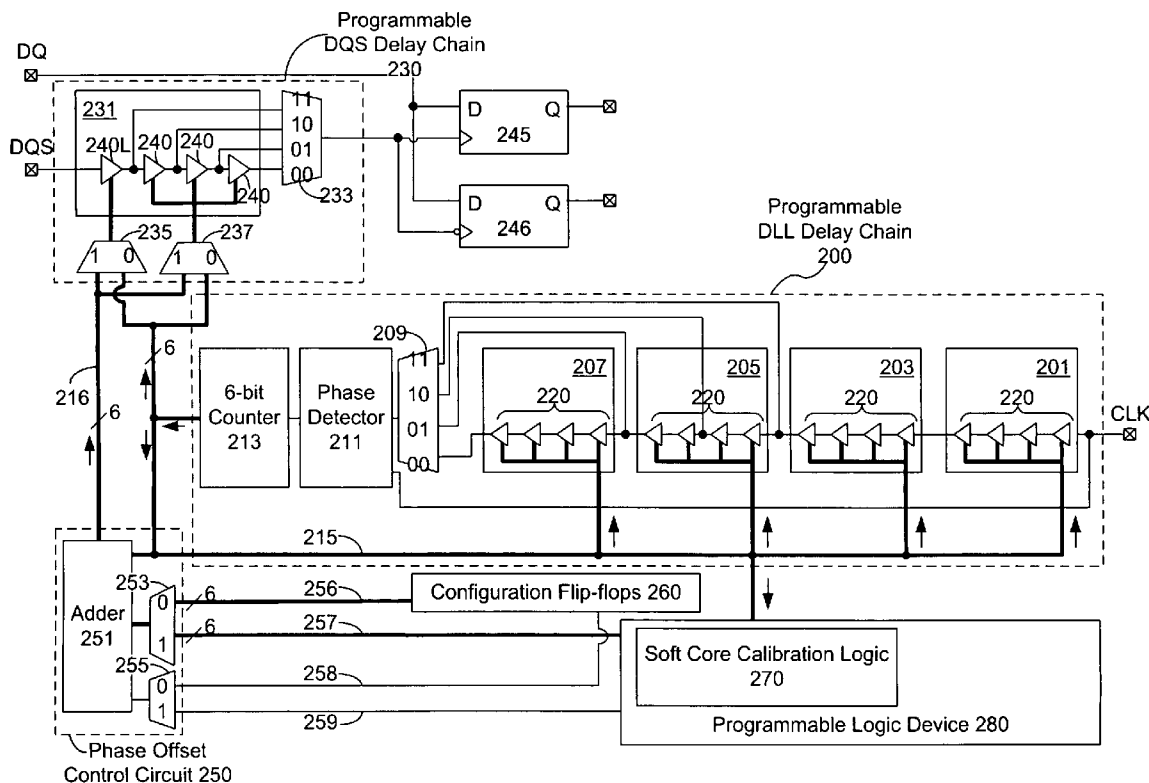 Programmable
DQS Delay Chain
DQ
230
231
11
10
01
00
233
D
Q
245
DQS
240L
240
240
240
D
Q
246
235
237
1
0
1
0
Programmable
DLL Delay Chain
200
209
11
10
01
00
207
220
205
220
203
220
201
220
CLK
6
216
6
6-bit
Counter
213
Phase
Detector
211
215
253
0
1
6
6
256
257
Configuration Flip-flops 260
Adder
251
255
0
1
258
259
Soft Core Calibration Logic
270
Programmable Logic Device 280
Phase Offset
Control Circuit 250